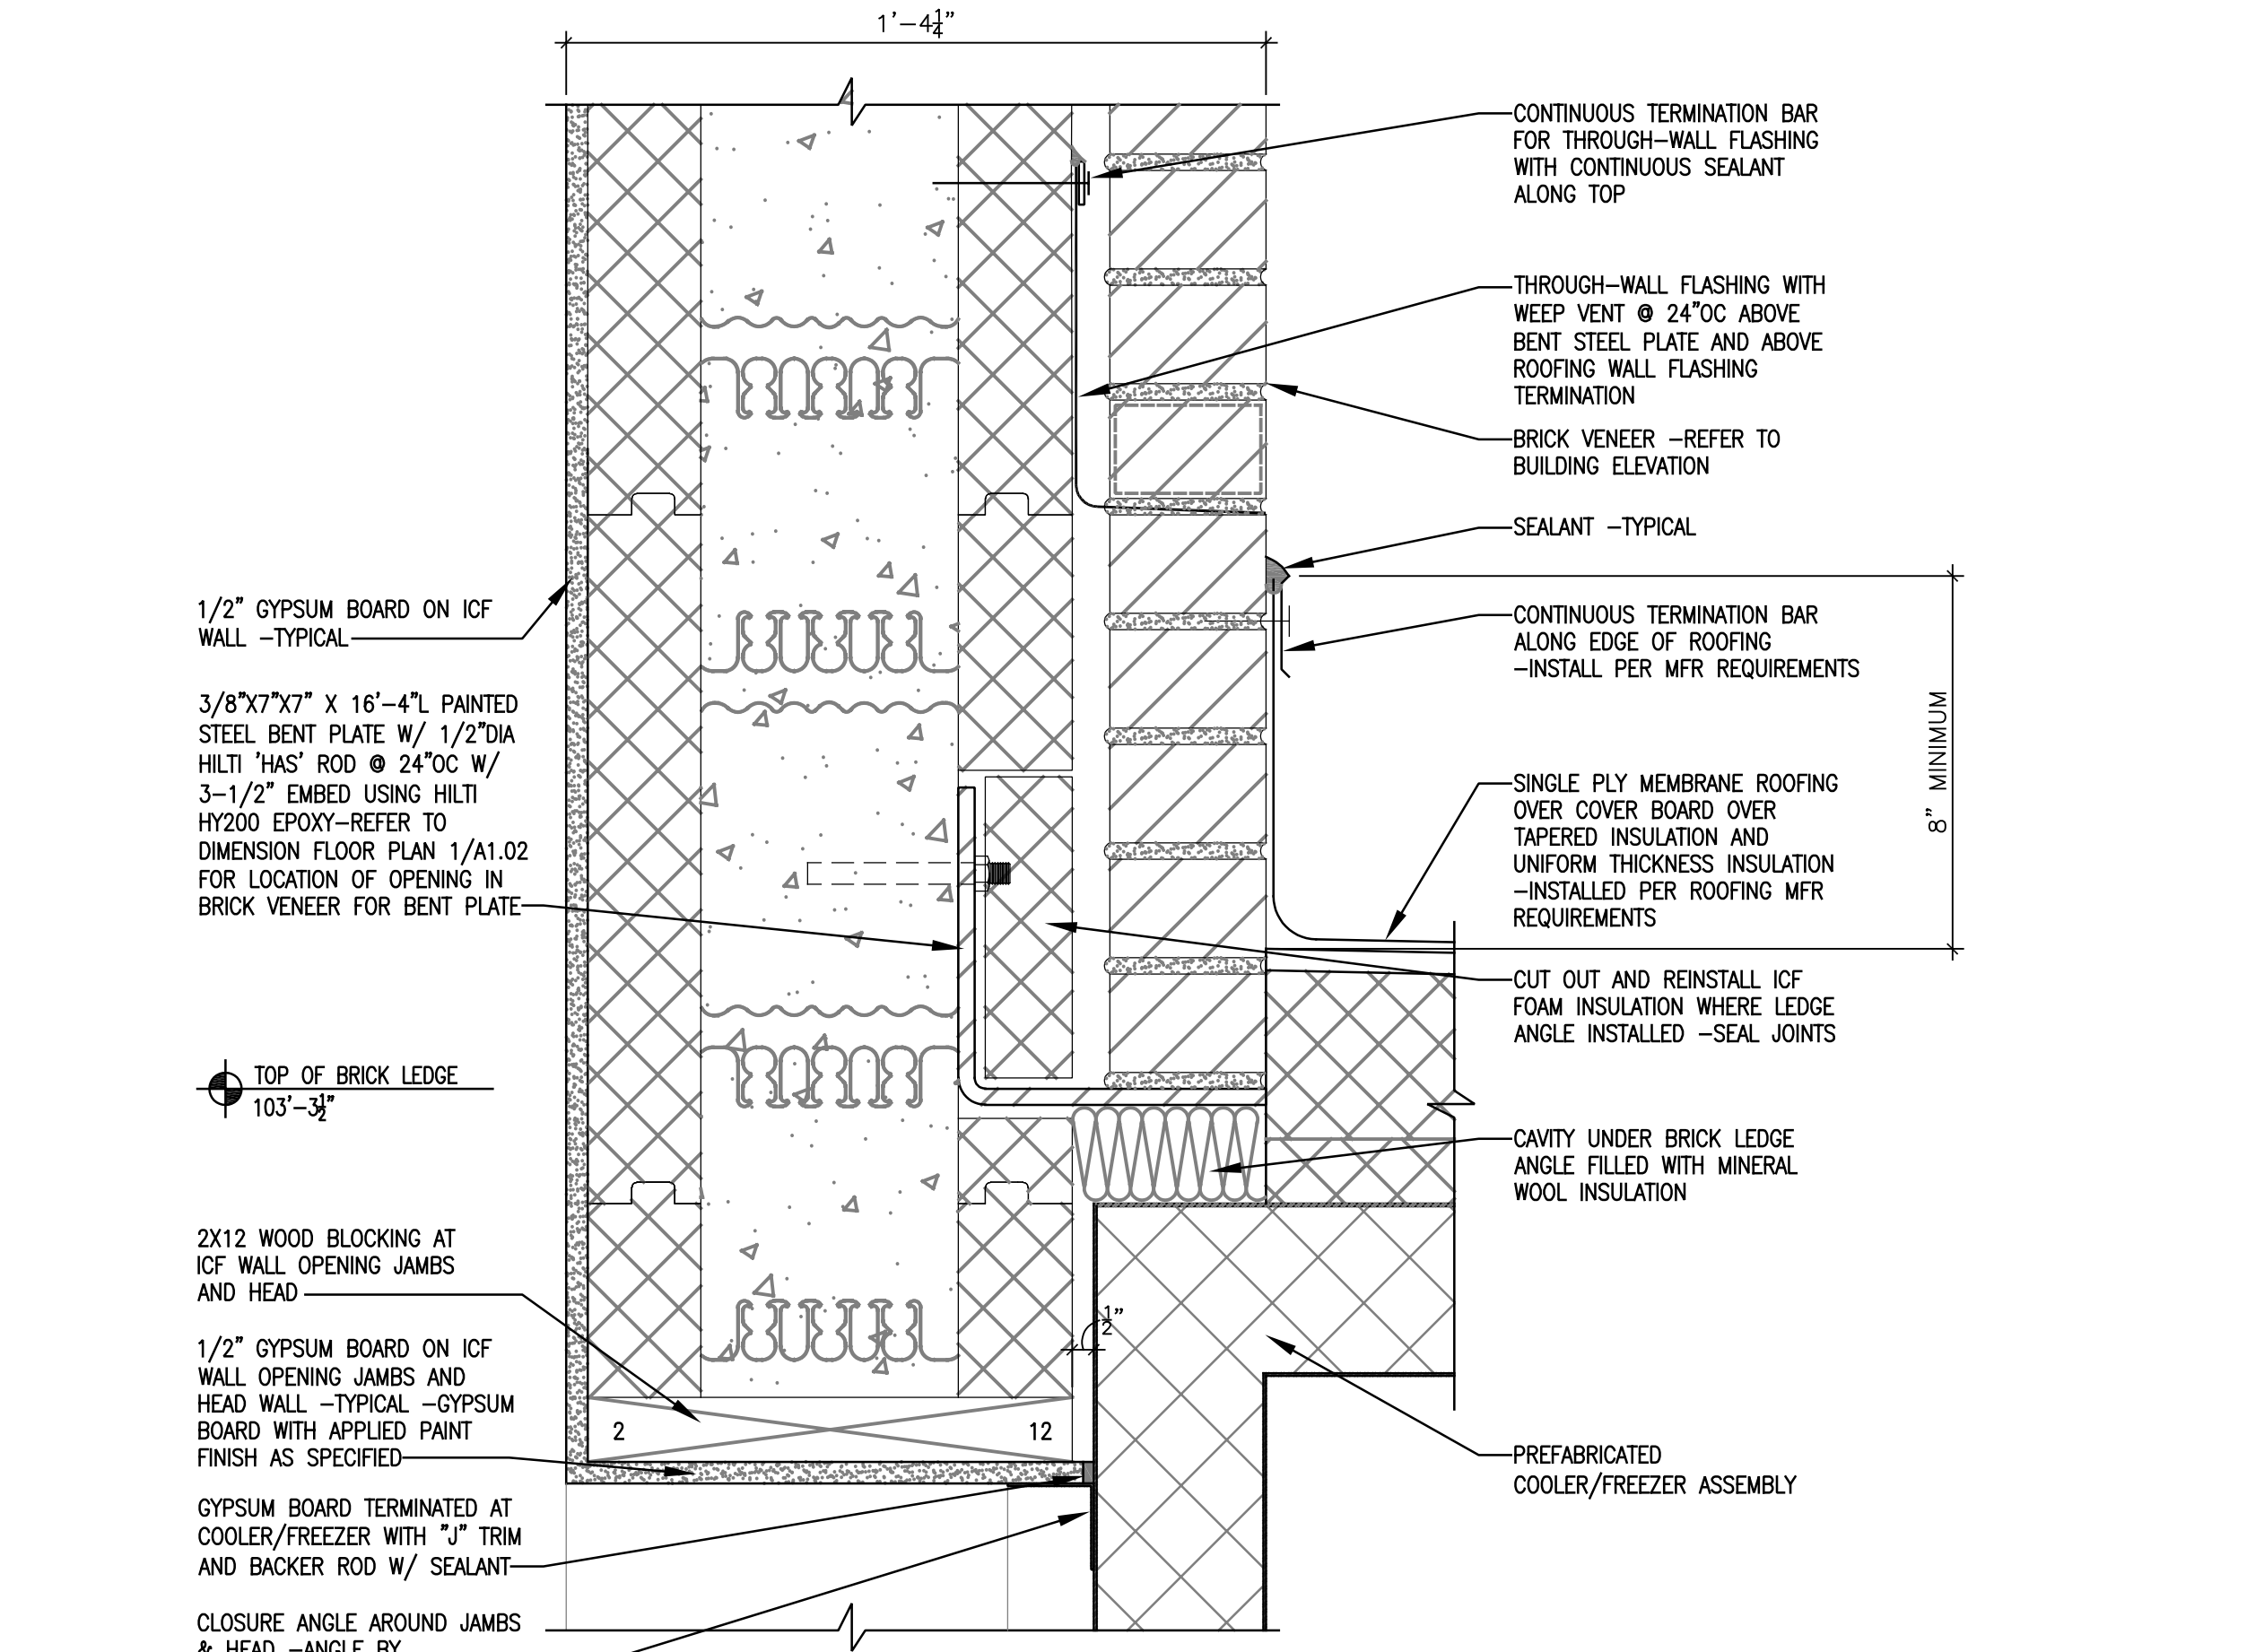 1'-4 1/4"
CONTINUOUS TERMINATION BAR
FOR THROUGH-WALL FLASHING
WITH CONTINUOUS SEALANT
ALONG TOP
THROUGH-WALL FLASHING WITH
WEEP VENT @ 24"OC ABOVE
BENT STEEL PLATE AND ABOVE
ROOFING WALL FLASHING
TERMINATION
BRICK VENEER -REFER TO
BUILDING ELEVATION
SEALANT -TYPICAL
CONTINUOUS TERMINATION BAR
ALONG EDGE OF ROOFING
-INSTALL PER MFR REQUIREMENTS
8" MINIMUM
SINGLE PLY MEMBRANE ROOFING
OVER COVER BOARD OVER
TAPERED INSULATION AND
UNIFORM THICKNESS INSULATION
-INSTALLED PER ROOFING MFR
REQUIREMENTS
CUT OUT AND REINSTALL ICF
FOAM INSULATION WHERE LEDGE
ANGLE INSTALLED -SEAL JOINTS
CAVITY UNDER BRICK LEDGE
ANGLE FILLED WITH MINERAL
WOOL INSULATION
PREFABRICATED
COOLER/FREEZER ASSEMBLY
1/2" GYPSUM BOARD ON ICF
WALL -TYPICAL
3/8"X7"X7" X 16'-4"L PAINTED
STEEL BENT PLATE W/ 1/2"DIA
HILTI 'HAS' ROD @ 24"OC W/
3-1/2" EMBED USING HILTI
HY200 EPOXY-REFER TO
DIMENSION FLOOR PLAN 1/A1.02
FOR LOCATION OF OPENING IN
BRICK VENEER FOR BENT PLATE
TOP OF BRICK LEDGE
103'-3 1/2"
2X12 WOOD BLOCKING AT
ICF WALL OPENING JAMBS
AND HEAD
1/2" GYPSUM BOARD ON ICF
WALL OPENING JAMBS AND
HEAD WALL -TYPICAL -GYPSUM
BOARD WITH APPLIED PAINT
FINISH AS SPECIFIED
GYPSUM BOARD TERMINATED AT
COOLER/FREEZER WITH "J" TRIM
AND BACKER ROD W/ SEALANT
CLOSURE ANGLE AROUND JAMBS
& HEAD -ANGLE BY
1/2"
2 12